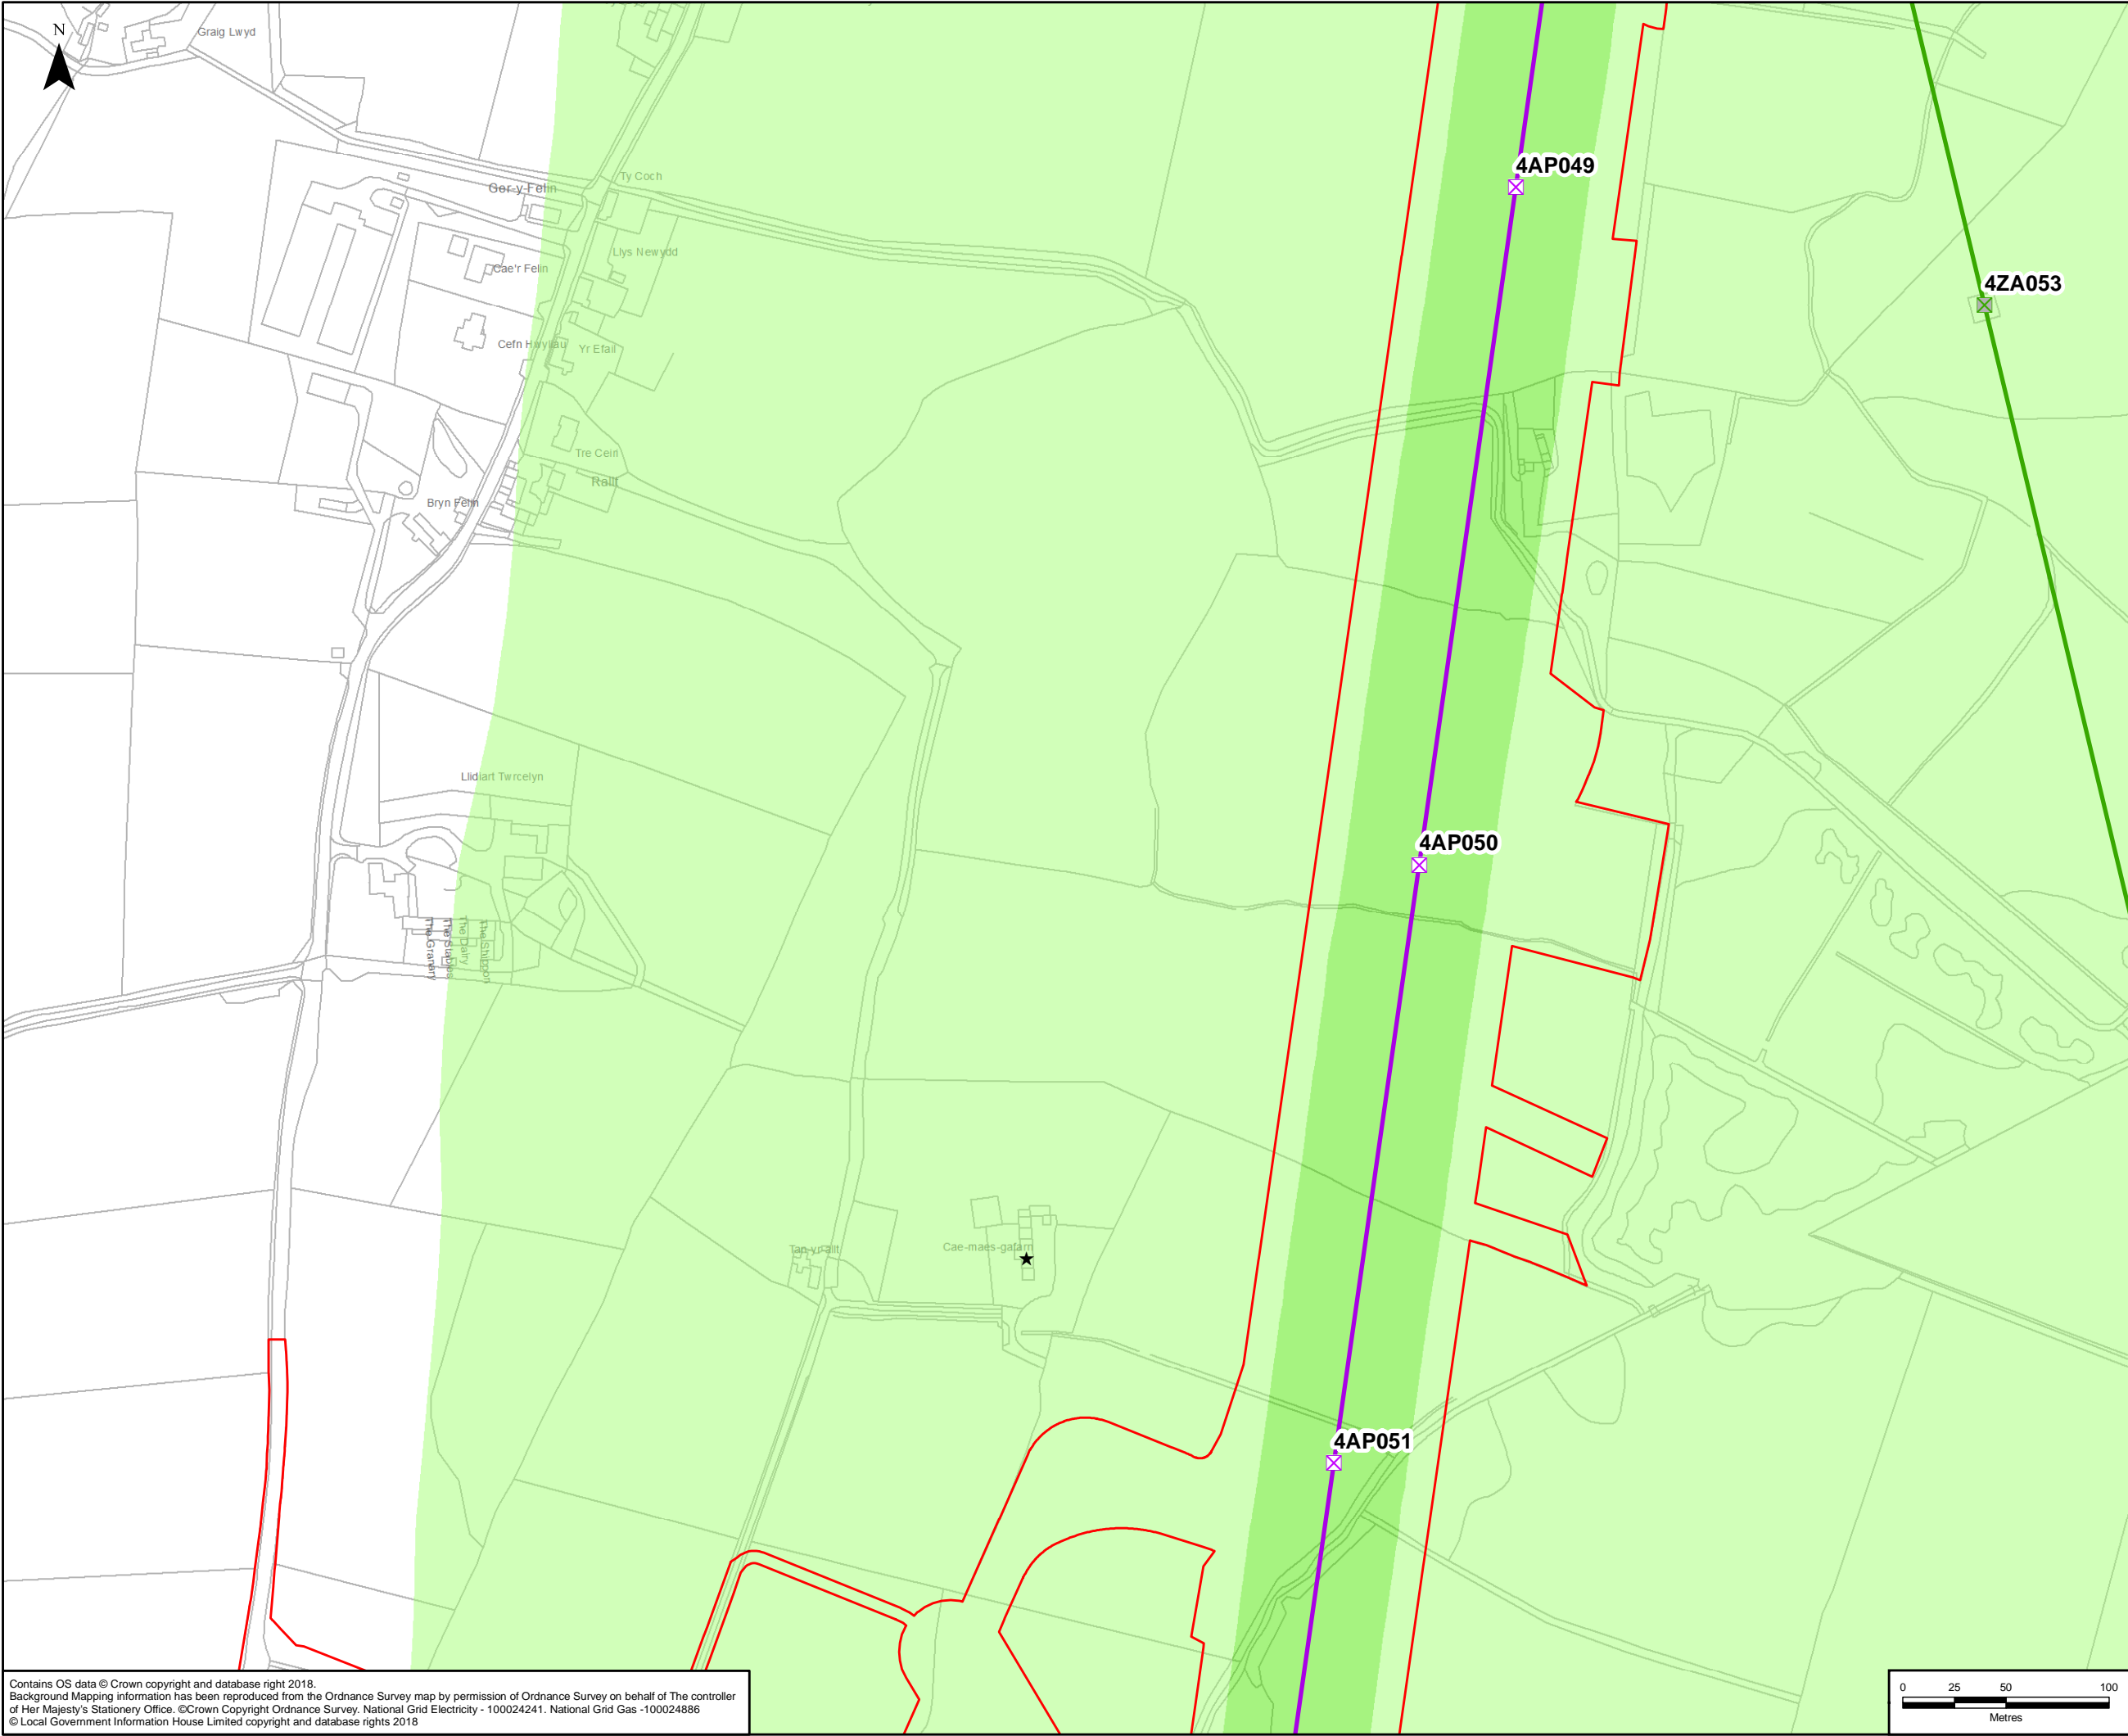 N
Graig Lwyd
4AP049
Ty Coch
Gor-y-Felin
Llys Newydd
Cae'r Felin
4ZA053
Cefn Hwylfau
Yr Efail
Tre Ceiri
Rallt
Bryn Felin
Llidiart Twrcelyn
4AP050
The Granary
The Stables
The Dairy
The Shippon
Tan-yr-allt
Cae-maes-gafarn
4AP051
Contains OS data © Crown copyright and database right 2018.
Background Mapping information has been reproduced from the Ordnance Survey map by permission of Ordnance Survey on behalf of The controller
of Her Majesty's Stationery Office. ©Crown Copyright Ordnance Survey. National Grid Electricity - 100024241. National Grid Gas -100024886
© Local Government Information House Limited copyright and database rights 2018
0 25 50 100
Metres